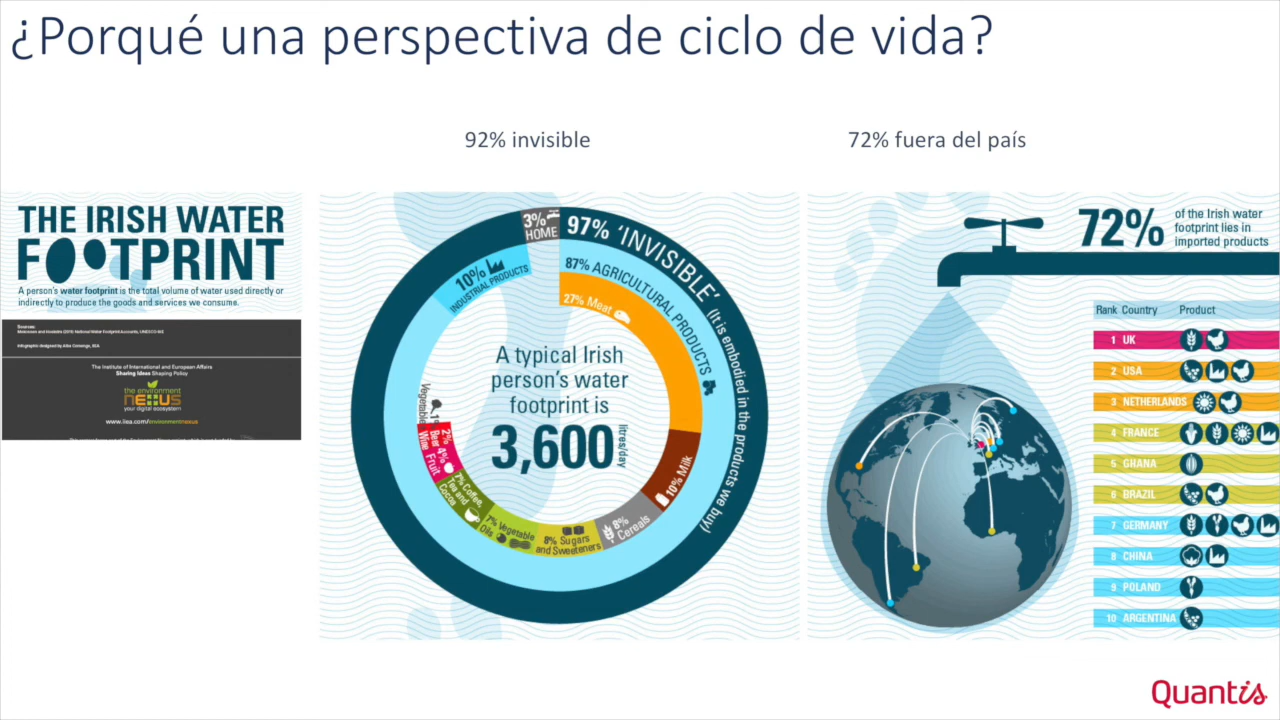 ¿Porqué una perspectiva de ciclo de vida?
92% invisible
72% fuera del país
THE IRISH WATER
FOOTPRINT
A person's water footprint is the total volume of water used directly or
indirectly to produce the goods and services we consume.
Sources:
The Institute of International and European Affairs
Sharing Ideas Shaping Policy
the environment
NEXUS
your digital ecosystem
www.iiea.com/environmentnexus
3%
HOME
97% 'INVISIBLE' (It is embodied in the products we buy)
10%
INDUSTRIAL PRODUCTS
87% AGRICULTURAL PRODUCTS
27% Meat
10% Milk
8%
Cereals
8% Sugars
and Sweeteners
7% Vegetable
Oils
7% Coffee,
Tea and
Cocoa
4%
Fruit
2%
Beer
Wine
1%
Vegetable
A typical Irish
person's water
footprint is
3,600
litres/day
72%
of the Irish water
footprint lies in
imported products
Rank Country Product
1 UK
2 USA
3 NETHERLANDS
4 FRANCE
5 GHANA
6 BRAZIL
7 GERMANY
8 CHINA
9 POLAND
10 ARGENTINA
Quantis